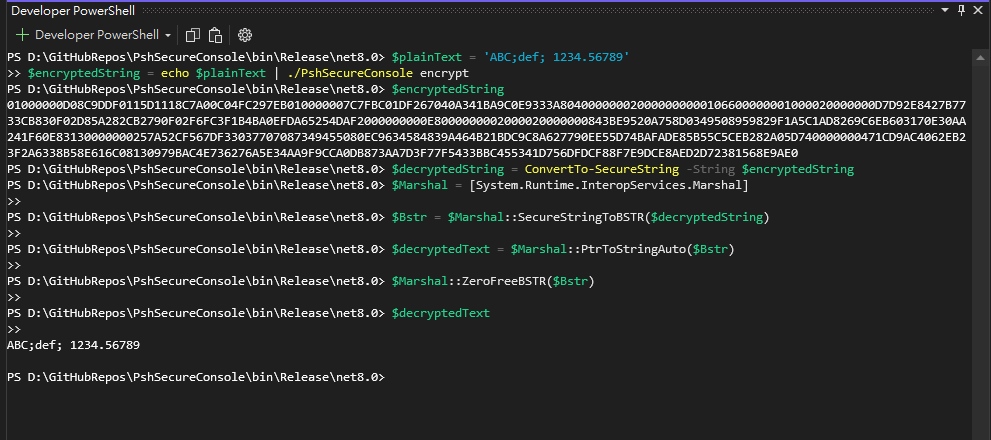 Developer PowerShell
Developer PowerShell
PS D:\GitHubRepos\PshSecureConsole\bin\Release\net8.0> $plainText = 'ABC;def; 1234.56789'
>> $encryptedString = echo $plainText | ./PshSecureConsole encrypt
PS D:\GitHubRepos\PshSecureConsole\bin\Release\net8.0> $encryptedString
01000000D08C9DDF0115D1118C7A00C04FC297EB010000007C7FBC01DF267040A341BA9C0E9333A80400000002000000000010660000000100002000000​0D7D92E8427B77
33CB830F02D85A282CB2790F02F6FC3F1B4BA0EFDA65254DAF2000000000E8000000002000020000000843BE9520A758D0349508959829F1A5C1AD8269C6EB603170E30AA
241F60E83130000000257A52CF567DF33037707087349455080EC9634584839A464B21BDC9C8A627790EE55D74BAFADE85B55C5CEB282A05D740000000471CD9AC4062EB2
3F2A6338B58E616C08130979BAC4E736276A5E34AA9F9CCA0DB873AA7D3F77F5433BBC455341D756DFDCF88F7E9DCE8AED2D72381568E9AE0
PS D:\GitHubRepos\PshSecureConsole\bin\Release\net8.0> $decryptedString = ConvertTo-SecureString -String $encryptedString
PS D:\GitHubRepos\PshSecureConsole\bin\Release\net8.0> $Marshal = [System.Runtime.InteropServices.Marshal]
>>
PS D:\GitHubRepos\PshSecureConsole\bin\Release\net8.0> $Bstr = $Marshal::SecureStringToBSTR($decryptedString)
>>
PS D:\GitHubRepos\PshSecureConsole\bin\Release\net8.0> $decryptedText = $Marshal::PtrToStringAuto($Bstr)
>>
PS D:\GitHubRepos\PshSecureConsole\bin\Release\net8.0> $Marshal::ZeroFreeBSTR($Bstr)
>>
PS D:\GitHubRepos\PshSecureConsole\bin\Release\net8.0> $decryptedText
>>
ABC;def; 1234.56789
PS D:\GitHubRepos\PshSecureConsole\bin\Release\net8.0>